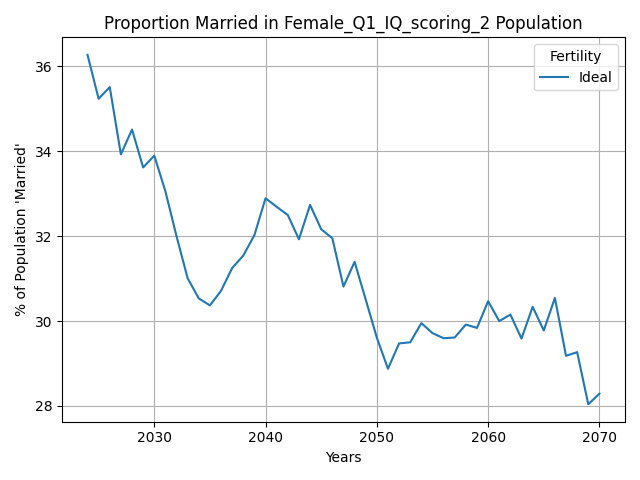 Proportion Married in Female_Q1_IQ_scoring_2 Population
Fertility
Ideal
36
34
32
30
28
% of Population 'Married'
2030
2040
2050
2060
2070
Years